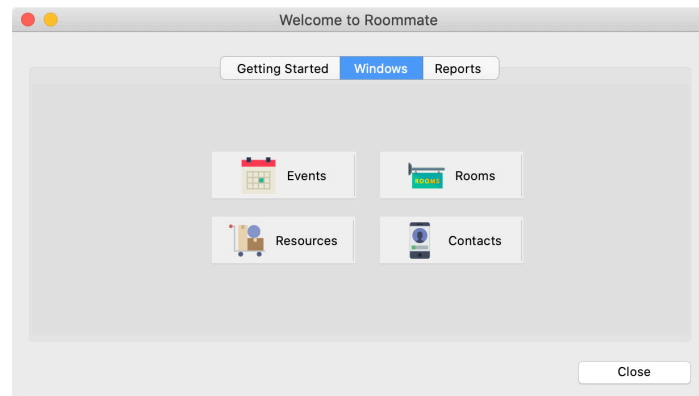 Welcome to Roommate
Getting Started Windows Reports
Events
ROOMS Rooms
Resources
Contacts
Close